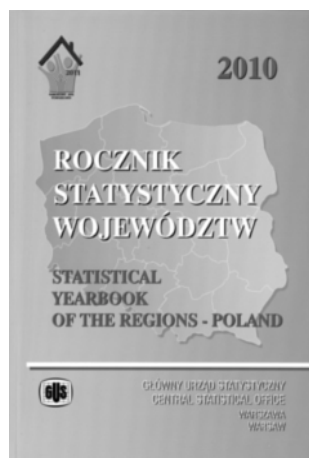 2011
2010
ROCZNIK
STATYSTYCZNY
WOJEWÓDZTW
STATISTICAL
YEARBOOK
OF THE REGIONS - POLAND
GUS
GŁÓWNY URZĄD STATYSTYCZNY
CENTRAL STATISTICAL OFFICE
WARSZAWA
WARSAW